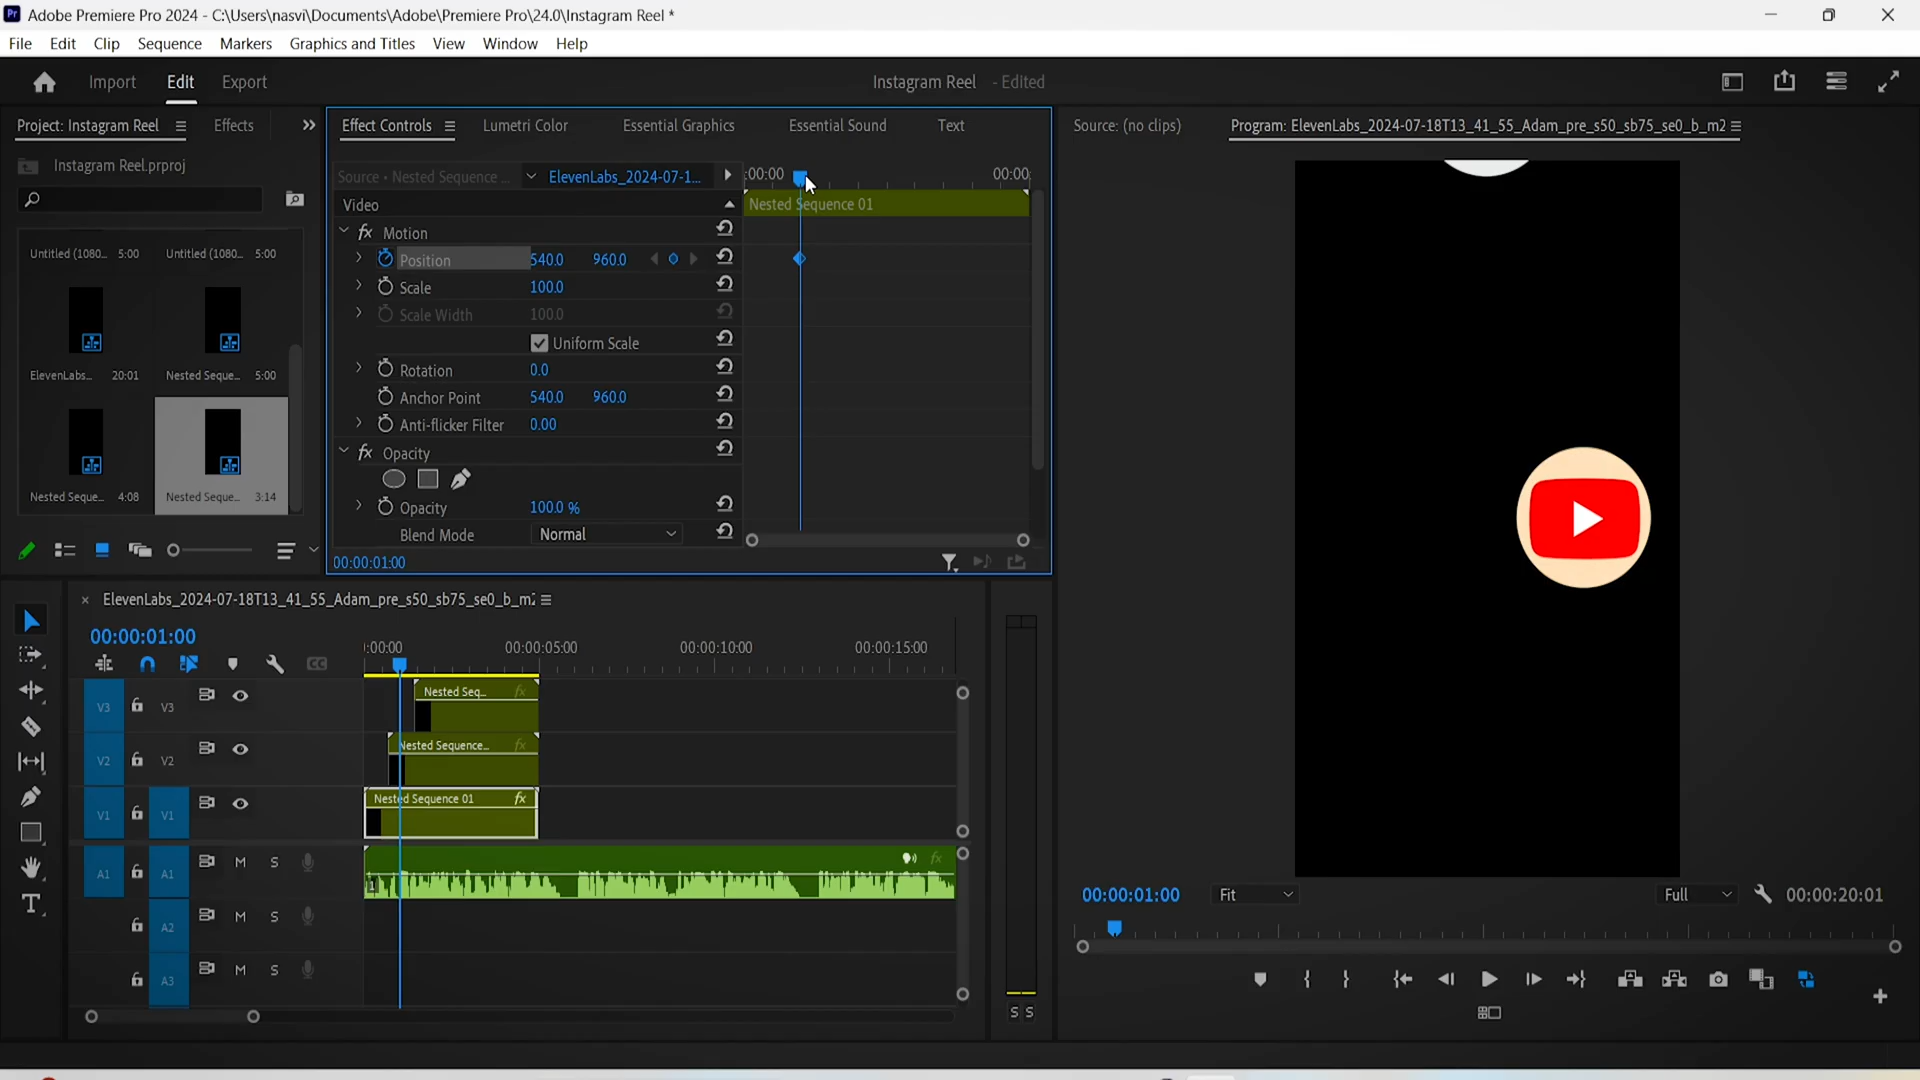 Adobe Premiere Pro 2024 - C:\Users\nasvi\Documents\Adobe\Premiere Pro\24.0\Instagram Reel *
File Edit Clip Sequence Markers Graphics and Titles View Window Help
Import Edit Export
Instagram Reel - Edited
Project: Instagram Reel Effects
Instagram Reel.prproj
Untitled (1080... 5:00 Untitled (1080... 5:00
ElevenLabs... 20:01 Nested Seque... 5:00
Nested Seque... 4:08 Nested Seque... 3:14
Effect Controls Lumetri Color Essential Graphics Essential Sound Text
Source • Nested Sequence ... ElevenLabs_2024-07-1... :00:00 00:00
Video Nested Sequence 01
fx Motion
Position 540.0 960.0
Scale 100.0
Scale Width 100.0
Uniform Scale
Rotation 0.0
Anchor Point 540.0 960.0
Anti-flicker Filter 0.00
fx Opacity
Opacity 100.0 %
Blend Mode Normal
00:00:01:00
Source: (no clips) Program: ElevenLabs_2024-07-18T13_41_55_Adam_pre_s50_sb75_se0_b_m2
00:00:01:00 Fit Full 00:00:20:01
× ElevenLabs_2024-07-18T13_41_55_Adam_pre_s50_sb75_se0_b_m2
00:00:01:00
:00:00 00:00:05:00 00:00:10:00 00:00:15:00
CC
V3 V3 Nested Seq... fx
V2 V2 Nested Sequence... fx
V1 V1 Nested Sequence 01 fx
A1 A1 M S fx
1
A2 M S
A3 M S
S S